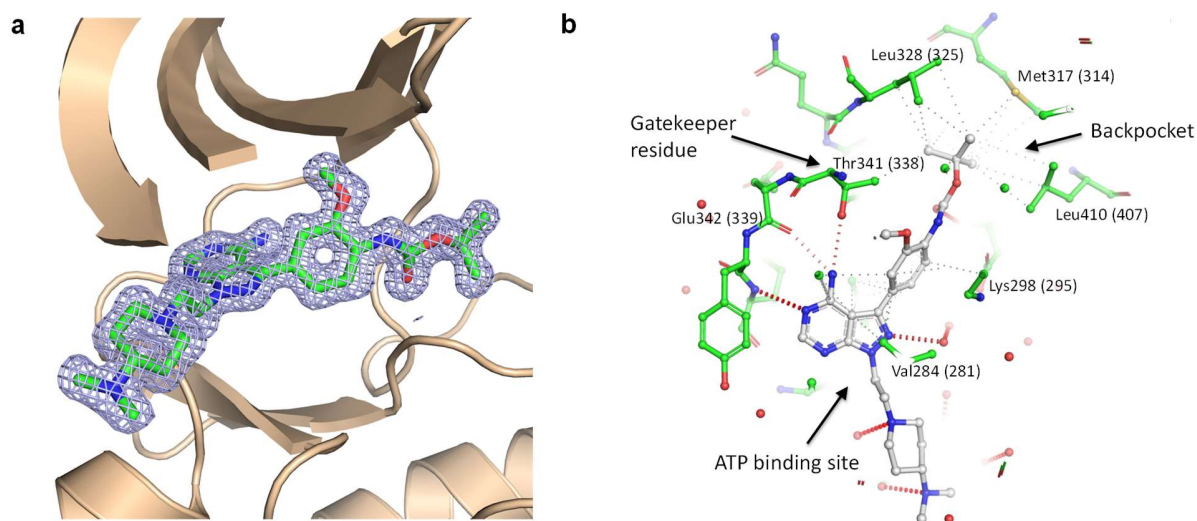 a
b
Leu328 (325)
Met317 (314)
Gatekeeper
residue
Backpocket
Thr341 (338)
Glu342 (339)
Leu410 (407)
Lys298 (295)
Val284 (281)
ATP binding site